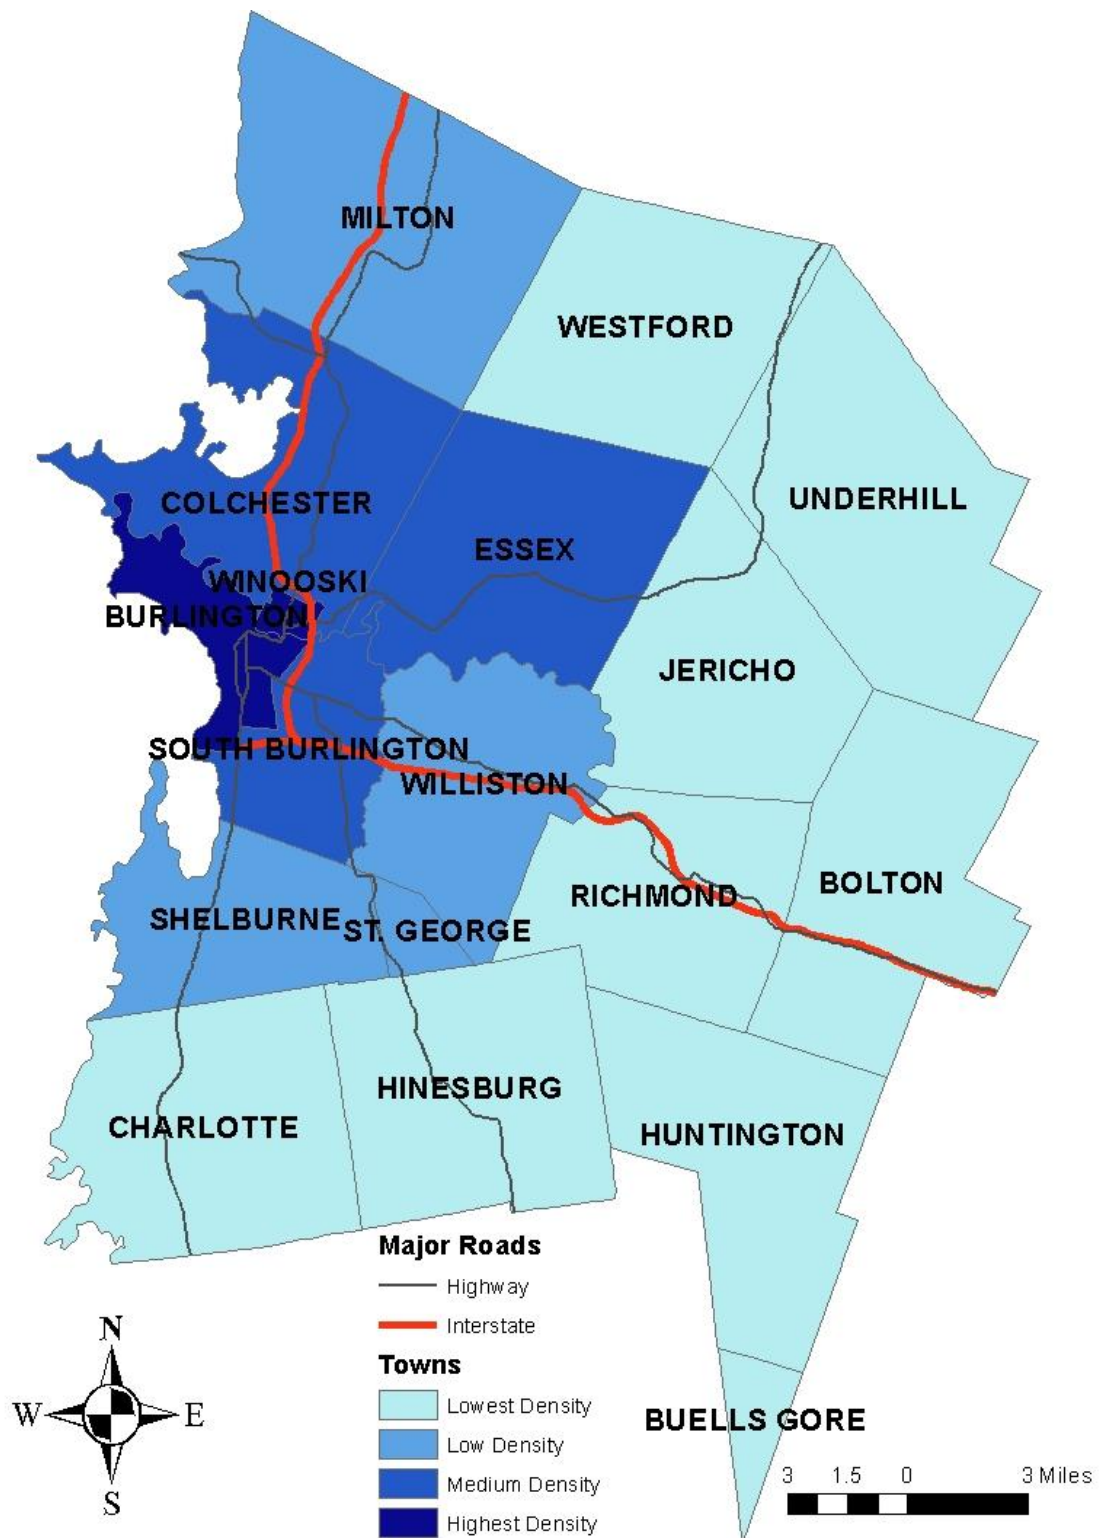 MILTON
WESTFORD
UNDERHILL
COLCHESTER
ESSEX
WINOOSKI
BURLINGTON
JERICHO
SOUTH BURLINGTON
WILLISTON
BOLTON
RICHMOND
SHELBURNE
ST. GEORGE
HINESBURG
CHARLOTTE
HUNTINGTON
Major Roads
Highway
Interstate
Towns
Lowest Density
Low Density
Medium Density
Highest Density
N
W E
S
BUELLS GORE
3 1.5 0 3 Miles